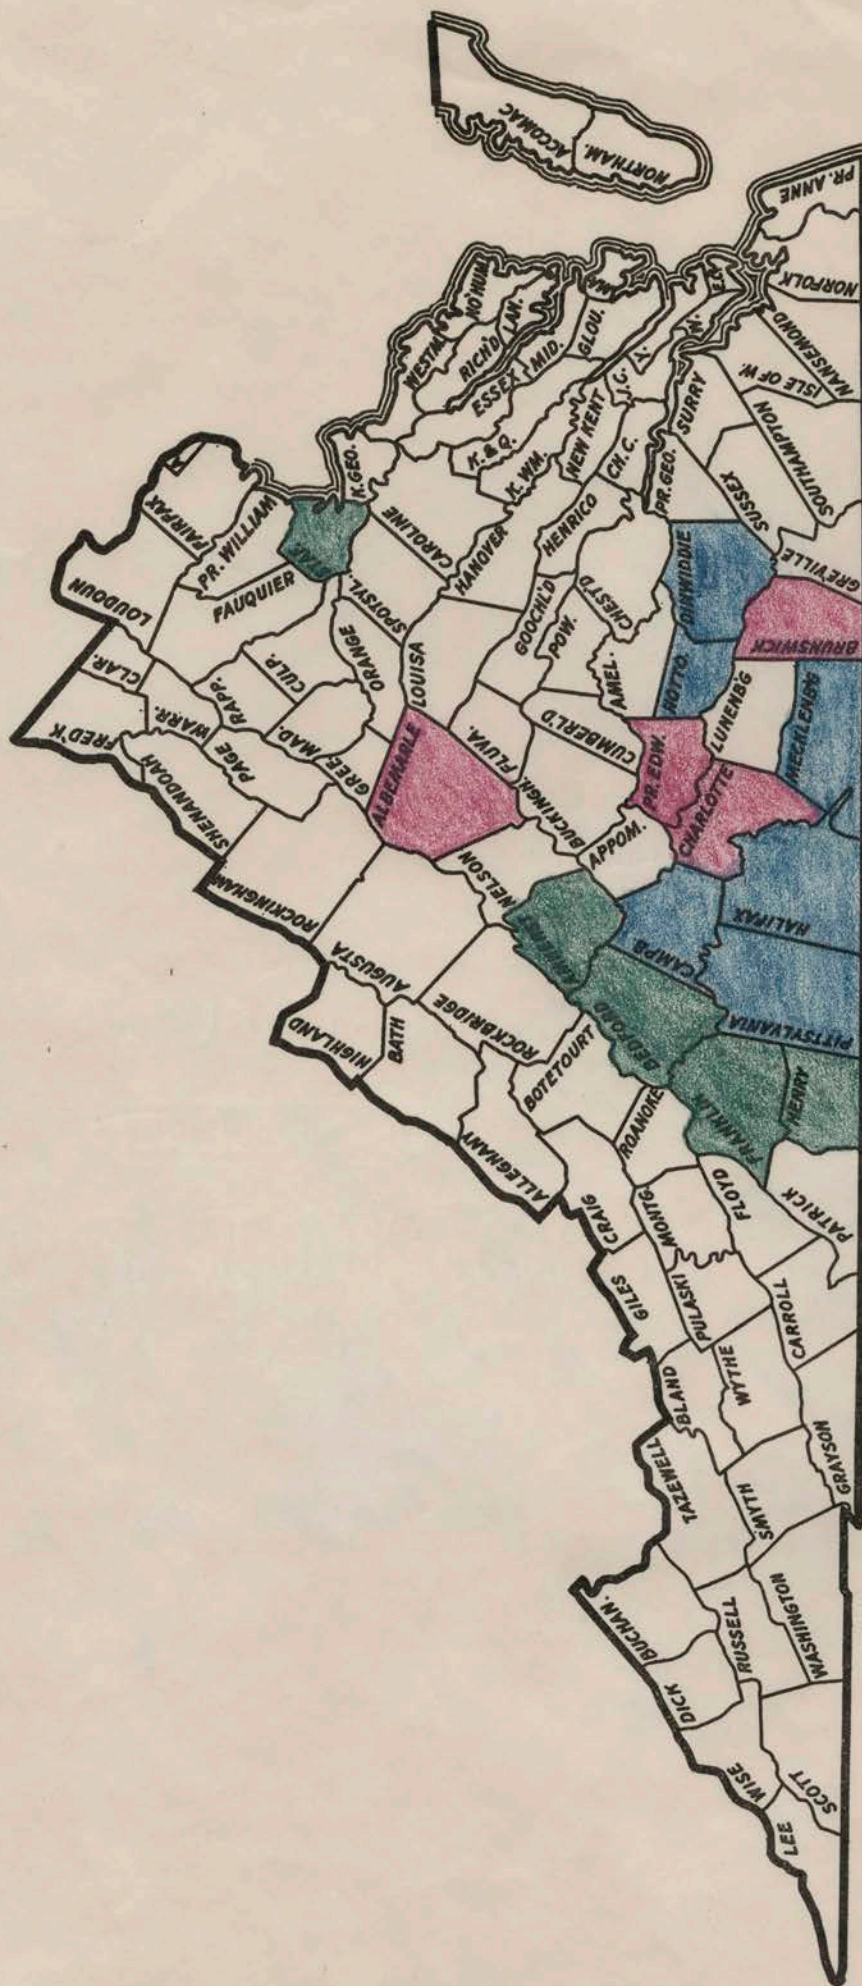 ACCOMAC
NORTHAM.
PR. ANNE
NORFOLK
NANSEMOND
ISLE OF W.
SOUTHAMPTON
SURRY
SUSSEX
PR. GEO.
GREVILLE
NO'HUM.
WESTM.
LAN.
RICH'D
ESSEX
MID.
GLOU.
K. & Q.
K. WM.
NEW KENT
J.C.
CH. C.
K. GEO.
CAROLINE
HANOVER
HENRICO
FAIRFAX
LOUDOUN
PR. WILLIAM
FAUQUIER
SPOTSYL.
ORANGE
LOUISA
GOOCHL'D
POW.
CHEST'D
AMEL.
DINWIDDIE
NOTTO.
BRUNSWICK
LUNENB'G
MECKLENB'G
CLAR.
FRED'K
WARR.
RAPP.
CULP.
MAD.
PAGE
SHENANDOAH
GREE.
ALBEMARLE
FLUVA.
CUMBERL'D
BUCKINGH.
PR. EDW.
CHARLOTTE
APPOM.
ROCKINGHAM
NELSON
AUGUSTA
AMHERST
CAMPB
HALIFAX
PITTSYLVANIA
BEDFORD
ROCKBRIDGE
HIGHLAND
BATH
BOTETOURT
ALLEGHANY
ROANOKE
FRANKLIN
HENRY
CRAIG
MONTG.
FLOYD
PATRICK
GILES
PULASKI
CARROLL
BLAND
WYTHE
GRAYSON
TAZEWELL
SMYTH
BUCHAN.
RUSSELL
WASHINGTON
DICK
WISE
SCOTT
LEE